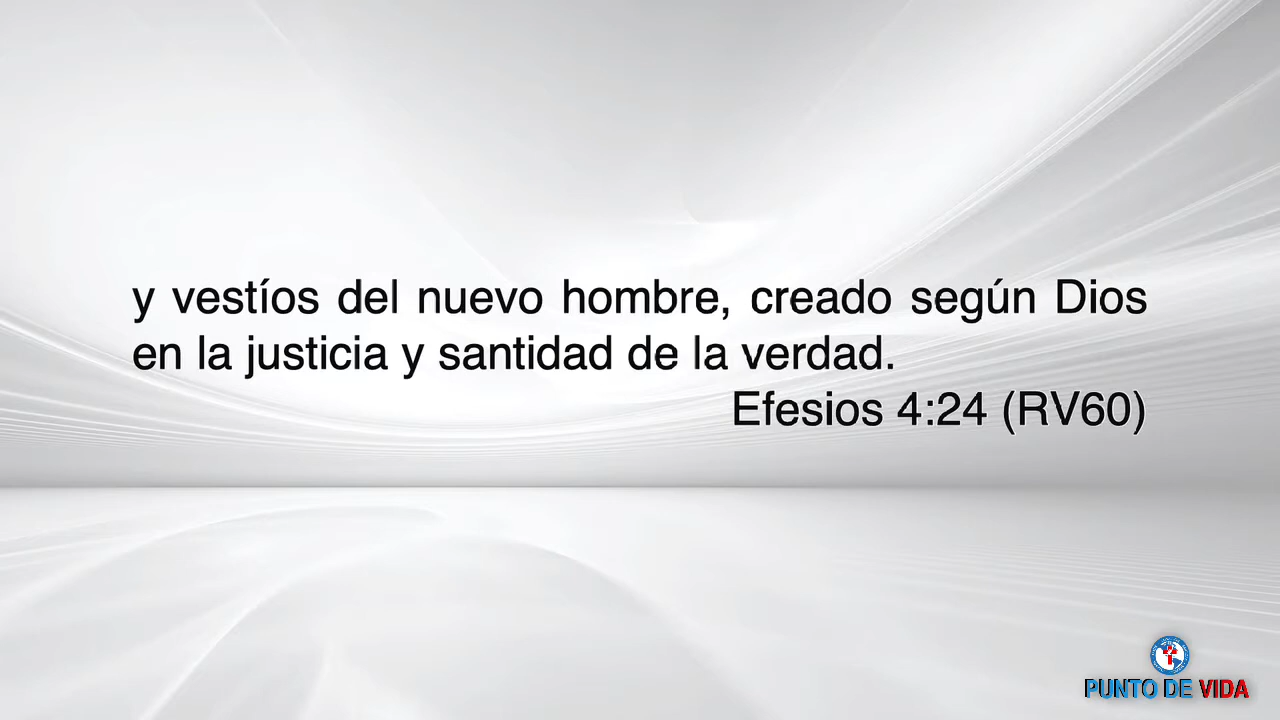 y vestíos del nuevo hombre, creado según Dios
en la justicia y santidad de la verdad.
Efesios 4:24 (RV60)
PUNTO DE VIDA